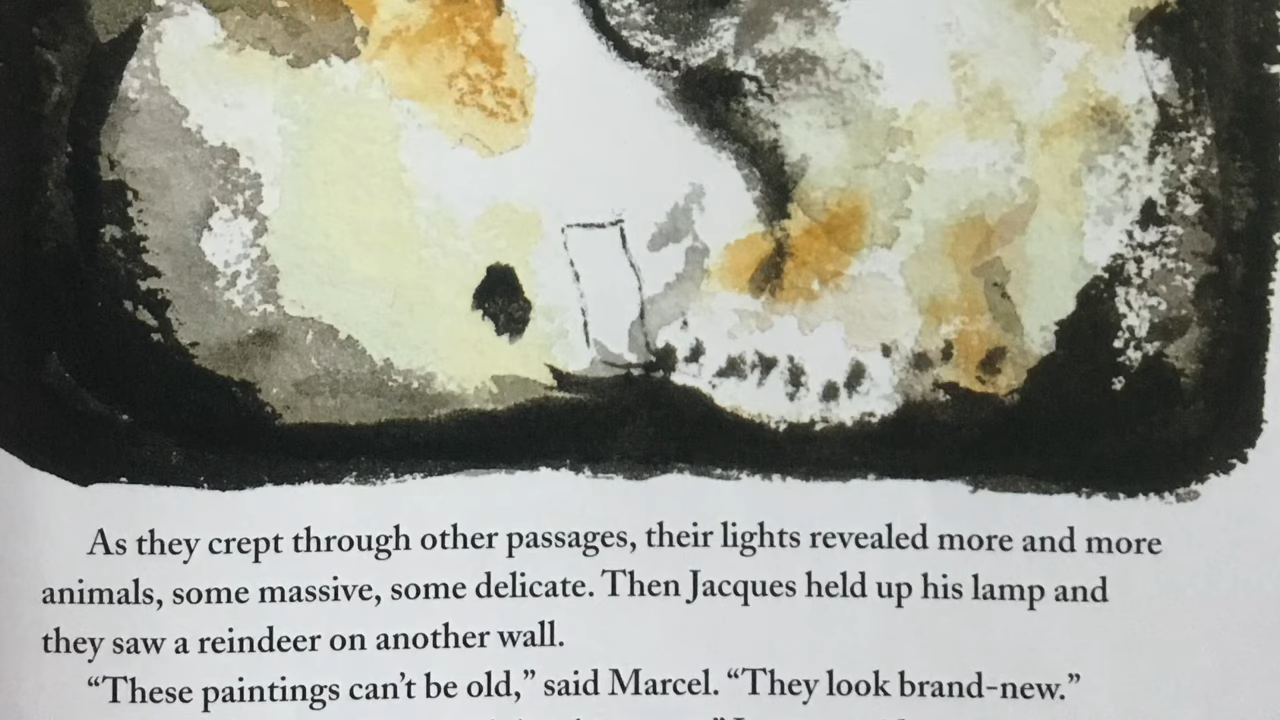 As they crept through other passages, their lights revealed more and more
animals, some massive, some delicate. Then Jacques held up his lamp and
they saw a reindeer on another wall.
“These paintings can’t be old,” said Marcel. “They look brand-new.”